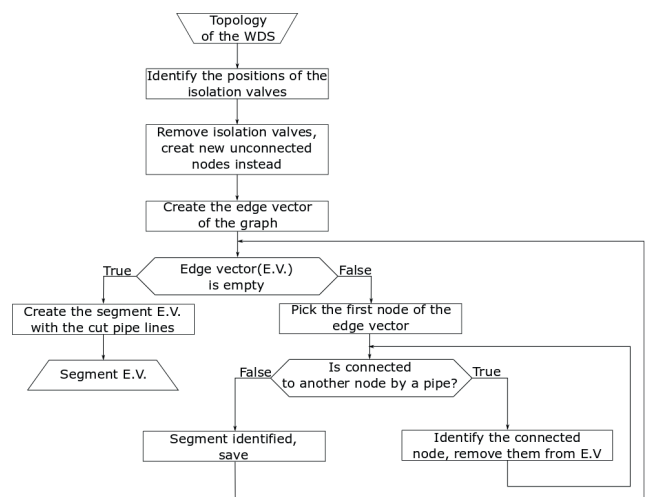 Topology
of the WDS
Identify the positions of the
isolation valves
Remove isolation valves,
creat new unconnected
nodes instead
Create the edge vector
of the graph
Edge vector(E.V.)
is empty
True
False
Create the segment E.V.
with the cut pipe lines
Pick the first node of the
edge vector
Segment E.V.
Is connected
to another node by a pipe?
False
True
Segment identified,
save
Identify the connected
node, remove them from E.V